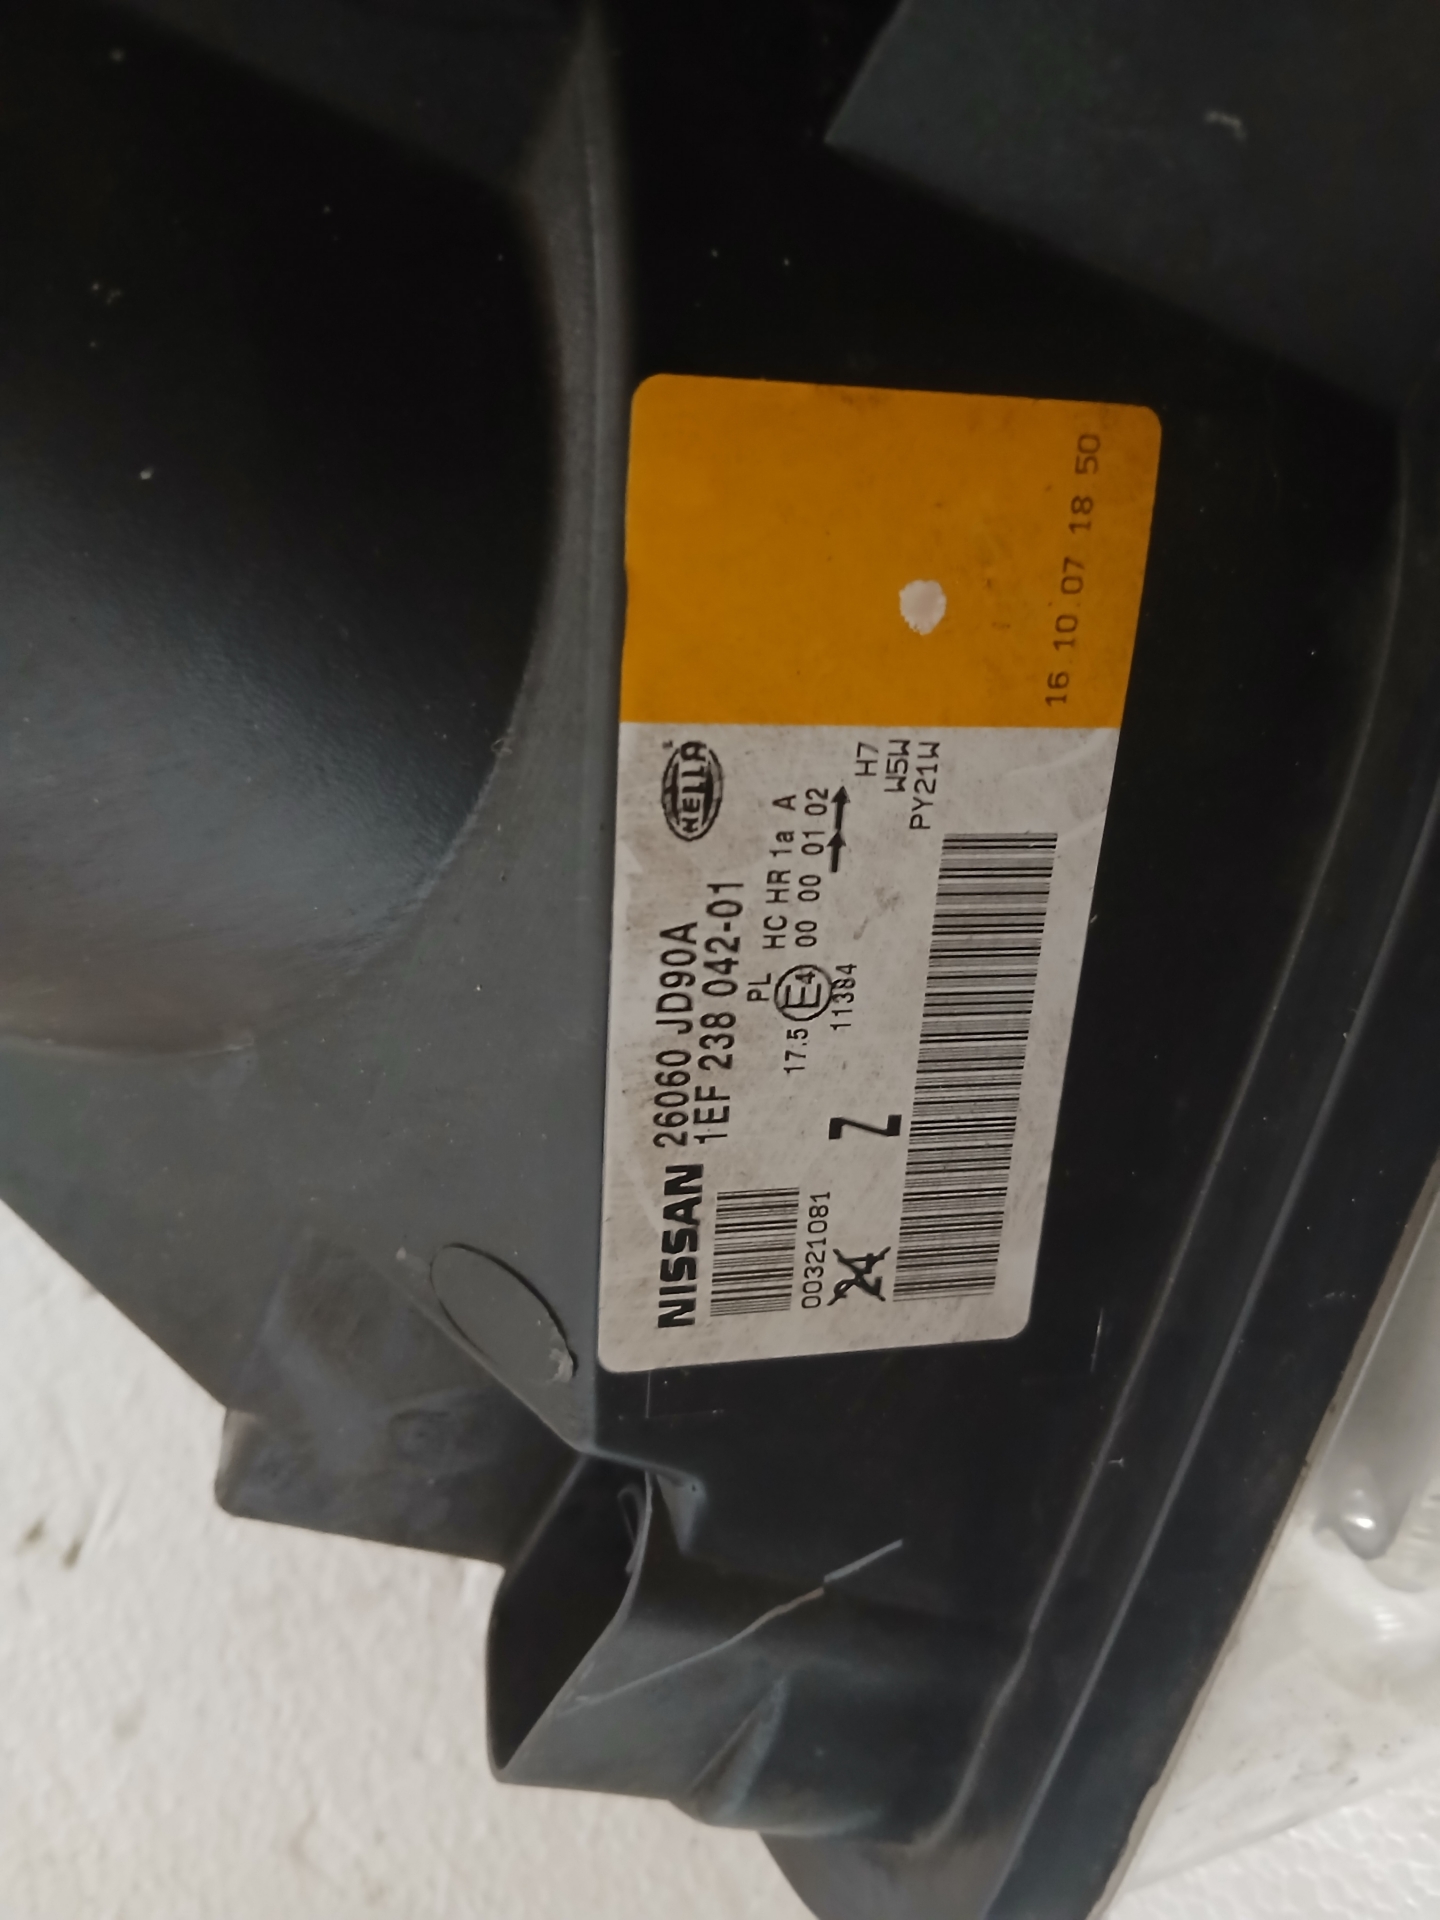 NISSAN 26060 JD90A HELLA
1EF 238 042-01
PL HC HR 1a A
17.5 E4 00 00 01 02
00321081 11384
24 Z H7
W5W
PY21W
16.10.07 18 50